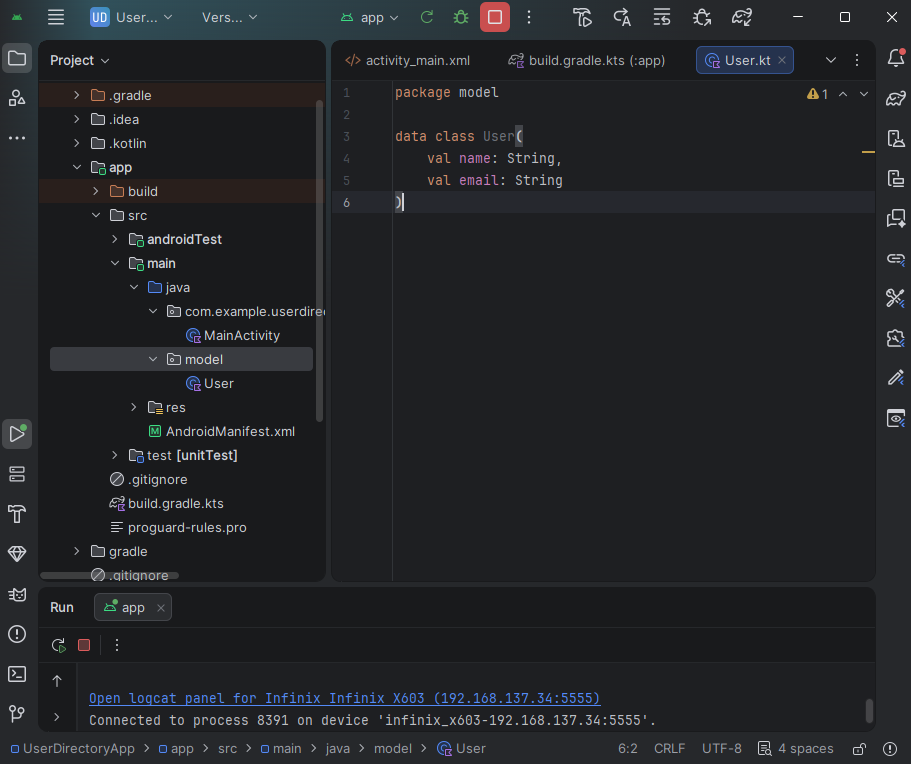 UD User... Vers... app
Project
activity_main.xml build.gradle.kts (:app) User.kt
.gradle
.idea
.kotlin
app
build
src
androidTest
main
java
com.example.userdire
MainActivity
model
User
res
AndroidManifest.xml
test [unitTest]
.gitignore
build.gradle.kts
proguard-rules.pro
gradle
.gitignore
1 package model
1
2
3 data class User(
4 val name: String,
5 val email: String
6 )
Run app
Open logcat panel for Infinix Infinix X603 (192.168.137.34:5555)
Connected to process 8391 on device 'infinix_x603-192.168.137.34:5555'.
UserDirectoryApp > app > src > main > java > model > User 6:2 CRLF UTF-8 4 spaces